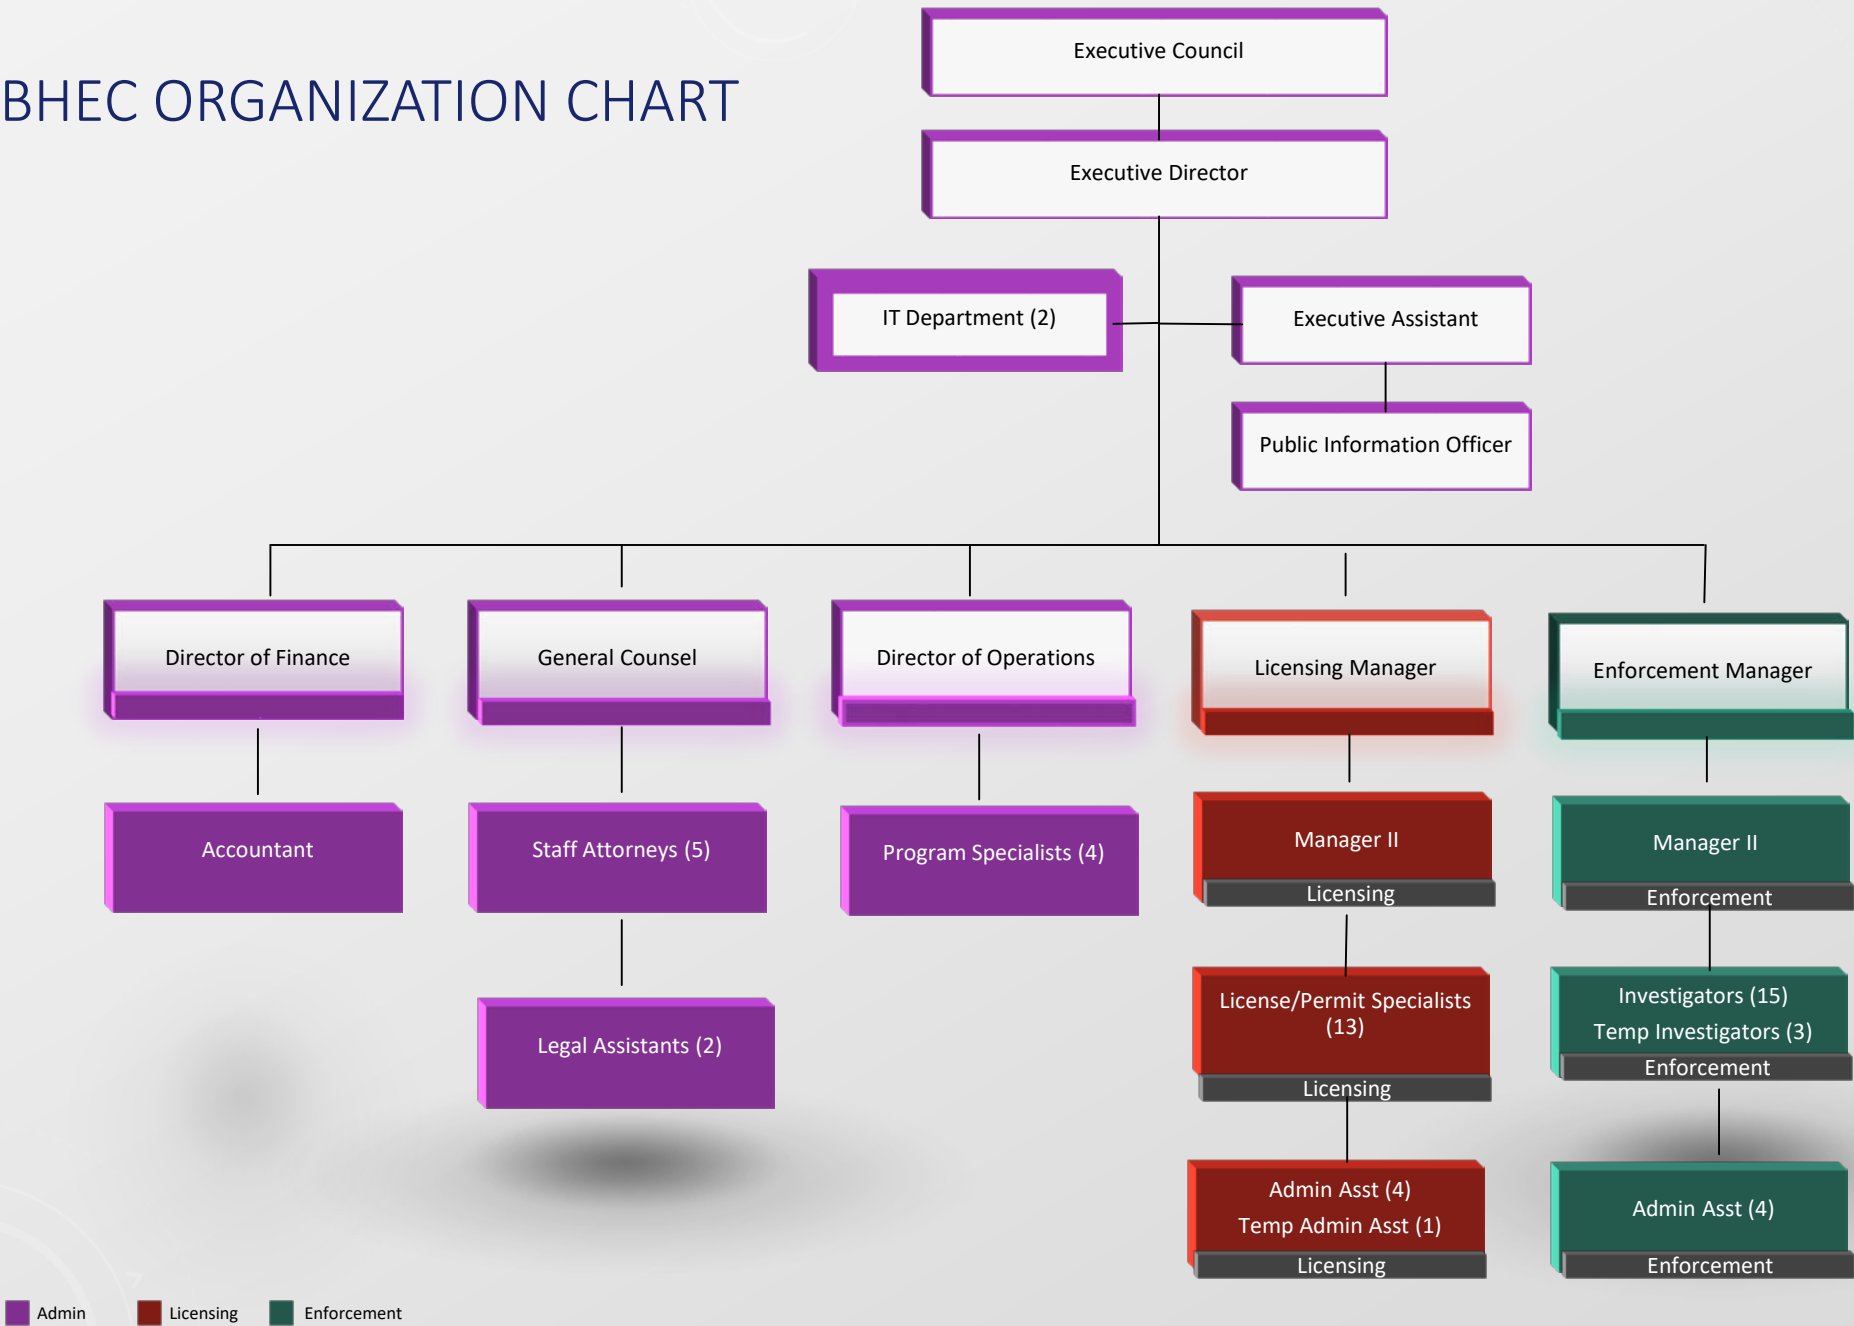 BHEC ORGANIZATION CHART
Executive Council
Executive Director
IT Department (2)
Executive Assistant
Public Information Officer
Director of Finance
General Counsel
Director of Operations
Licensing Manager
Enforcement Manager
Accountant
Staff Attorneys (5)
Program Specialists (4)
Manager II
Licensing
Manager II
Enforcement
Legal Assistants (2)
License/Permit Specialists
(13)
Licensing
Investigators (15)
Temp Investigators (3)
Enforcement
Admin Asst (4)
Temp Admin Asst (1)
Licensing
Admin Asst (4)
Enforcement
Admin
Licensing
Enforcement